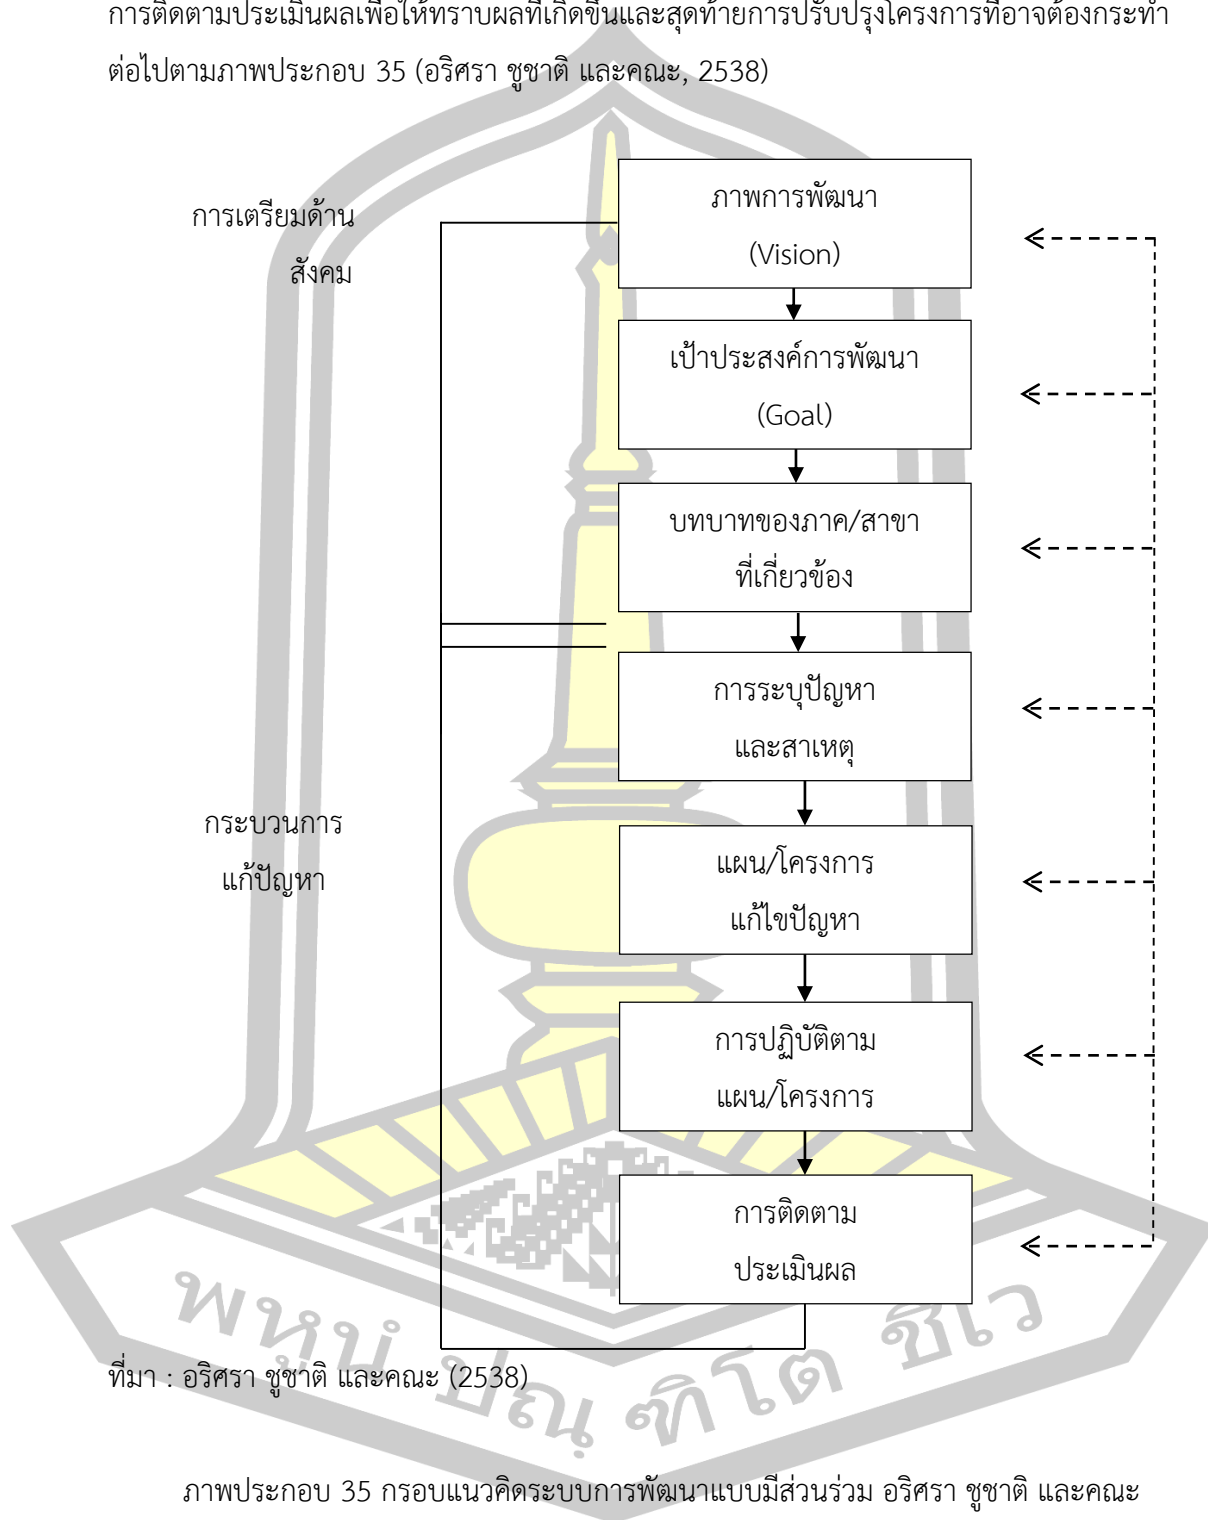 การติดตามประเมินผลเพื่อให้ทราบผลที่เกิดขึ้นและสุดท้ายการปรับปรุงโครงการที่อาจต้องกระทำ
ต่อไปตามภาพประกอบ 35 (อริศรา ชูชาติ และคณะ, 2538)
การเตรียมด้าน
สังคม
ภาพการพัฒนา
(Vision)
เป้าประสงค์การพัฒนา
(Goal)
บทบาทของภาค/สาขา
ที่เกี่ยวข้อง
การระบุปัญหา
และสาเหตุ
กระบวนการ
แก้ปัญหา
แผน/โครงการ
แก้ไขปัญหา
การปฏิบัติตาม
แผน/โครงการ
การติดตาม
ประเมินผล
พหูนํ ปณฺฑิโต ชีเว
ที่มา : อริศรา ชูชาติ และคณะ (2538)
ภาพประกอบ 35 กรอบแนวคิดระบบการพัฒนาแบบมีส่วนร่วม อริศรา ชูชาติ และคณะ